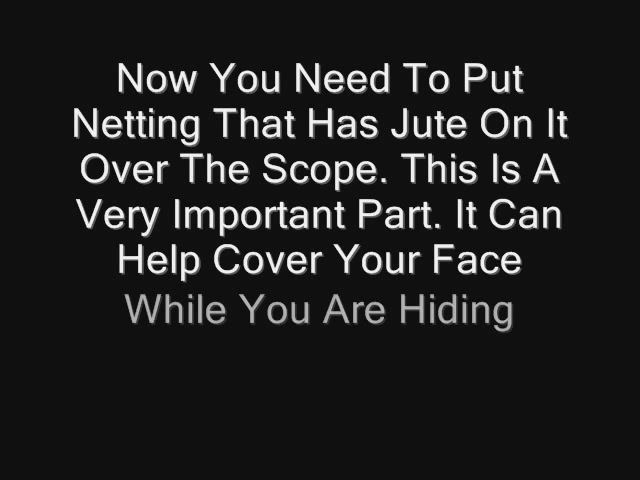 Now You Need To Put
Netting That Has Jute On It
Over The Scope. This Is A
Very Important Part. It Can
Help Cover Your Face
While You Are Hiding